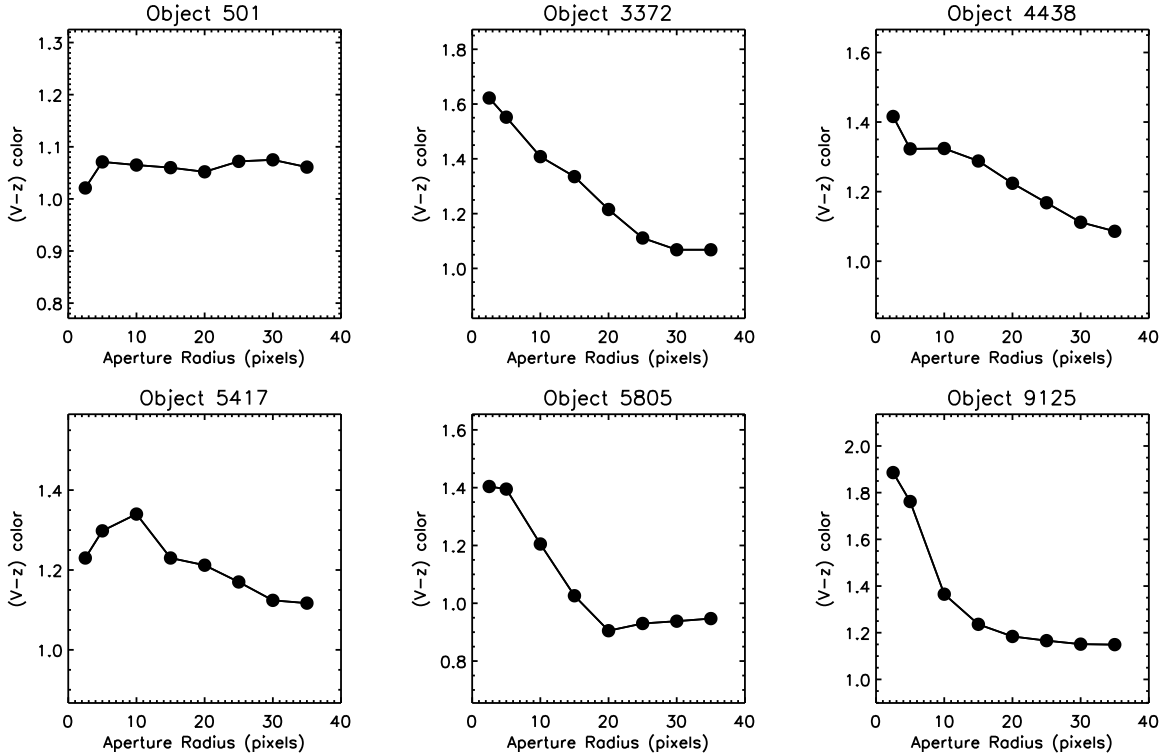 Object 501
1.3
1.2
1.1
1.0
0.9
0.8
(V-z) color
0 10 20 30 40
Aperture Radius (pixels)
Object 3372
1.8
1.6
1.4
1.2
1.0
(V-z) color
0 10 20 30 40
Aperture Radius (pixels)
Object 4438
1.6
1.4
1.2
1.0
(V-z) color
0 10 20 30 40
Aperture Radius (pixels)
Object 5417
1.4
1.2
1.0
(V-z) color
0 10 20 30 40
Aperture Radius (pixels)
Object 5805
1.6
1.4
1.2
1.0
0.8
(V-z) color
0 10 20 30 40
Aperture Radius (pixels)
Object 9125
2.0
1.8
1.6
1.4
1.2
1.0
(V-z) color
0 10 20 30 40
Aperture Radius (pixels)